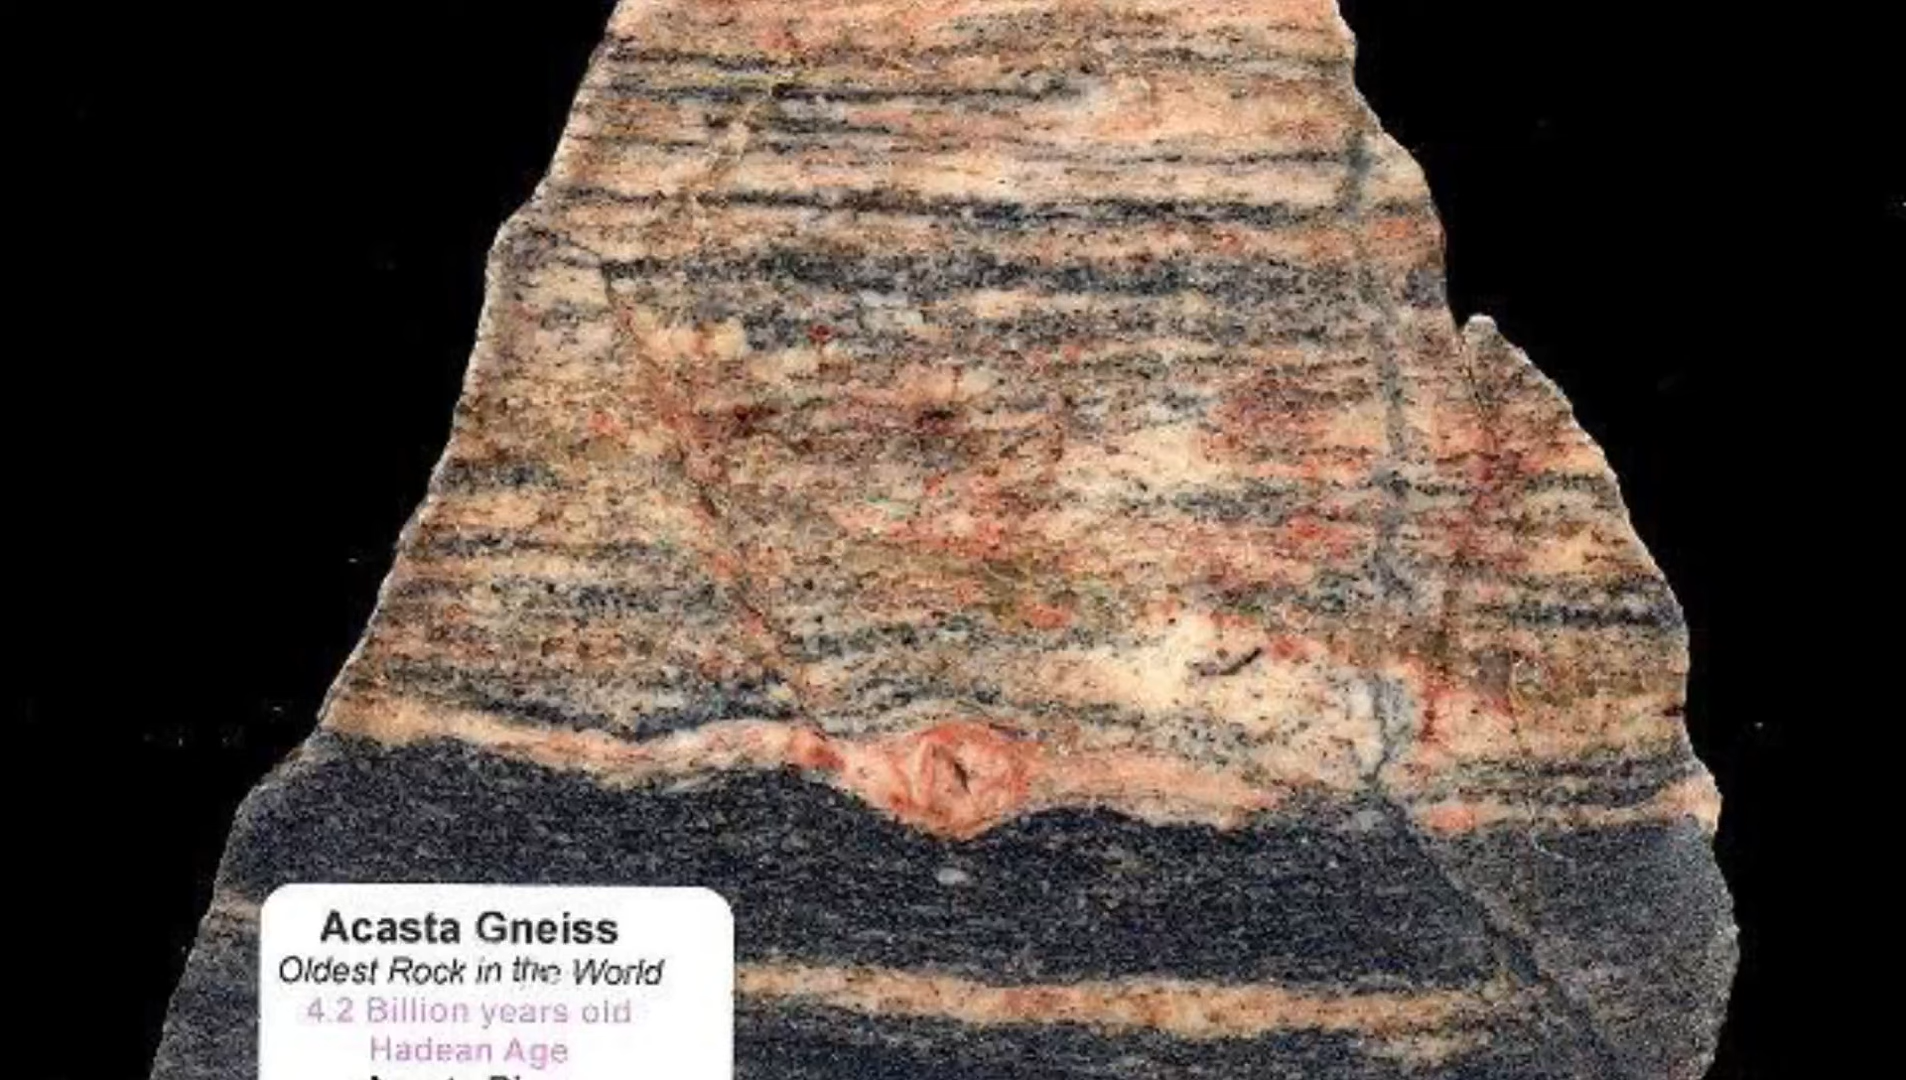 Acasta Gneiss
Oldest Rock in the World
4.2 Billion years old
Hadean Age